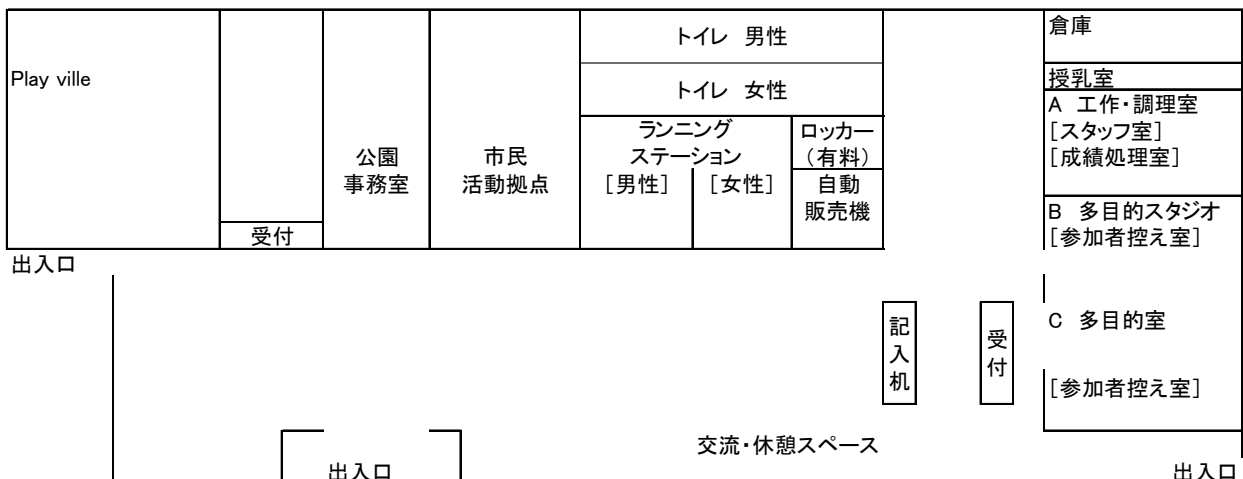 Play ville
受付
公園
事務室
市民
活動拠点
トイレ 男性
トイレ 女性
ランニング
ステーション
[男性]
[女性]
ロッカー
(有料)
自動
販売機
倉庫
授乳室
A 工作・調理室
[スタッフ室]
[成績処理室]
B 多目的スタジオ
[参加者控え室]
出入口
記入机
受付
C 多目的室
[参加者控え室]
交流・休憩スペース
出入口
出入口